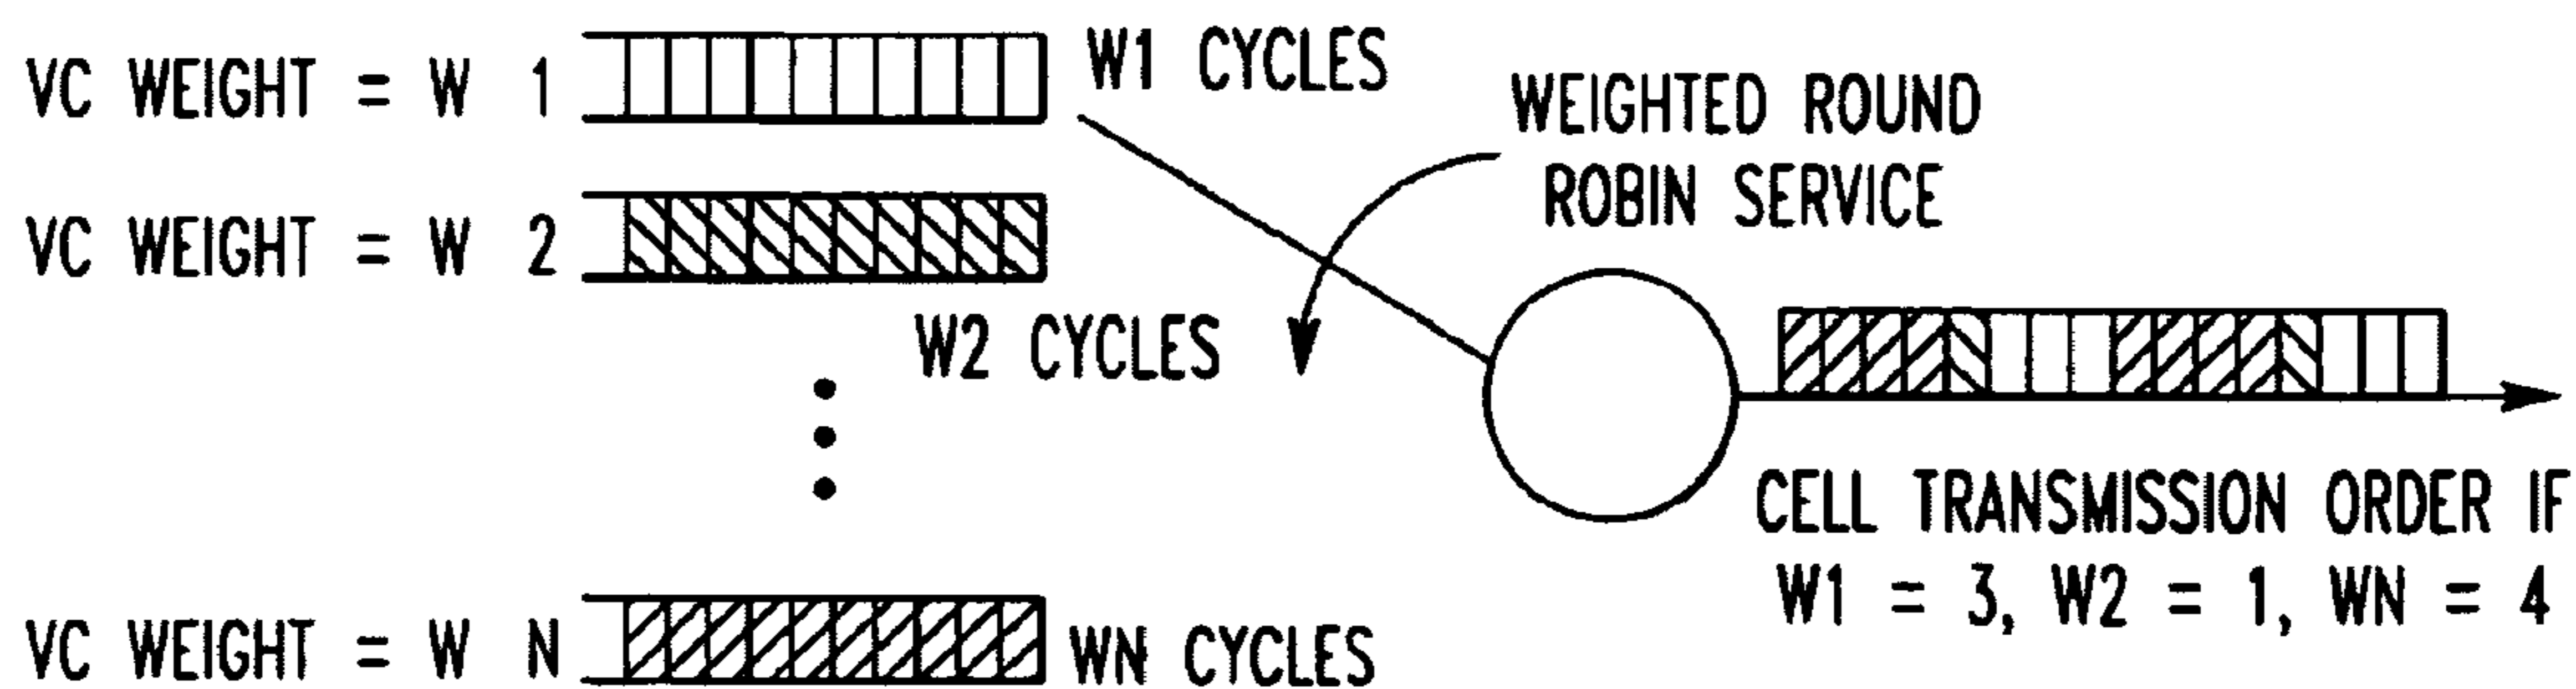 VC WEIGHT = W 1
W1 CYCLES
WEIGHTED ROUND
ROBIN SERVICE
VC WEIGHT = W 2
W2 CYCLES
CELL TRANSMISSION ORDER IF
W1 = 3, W2 = 1, WN = 4
VC WEIGHT = W N
WN CYCLES